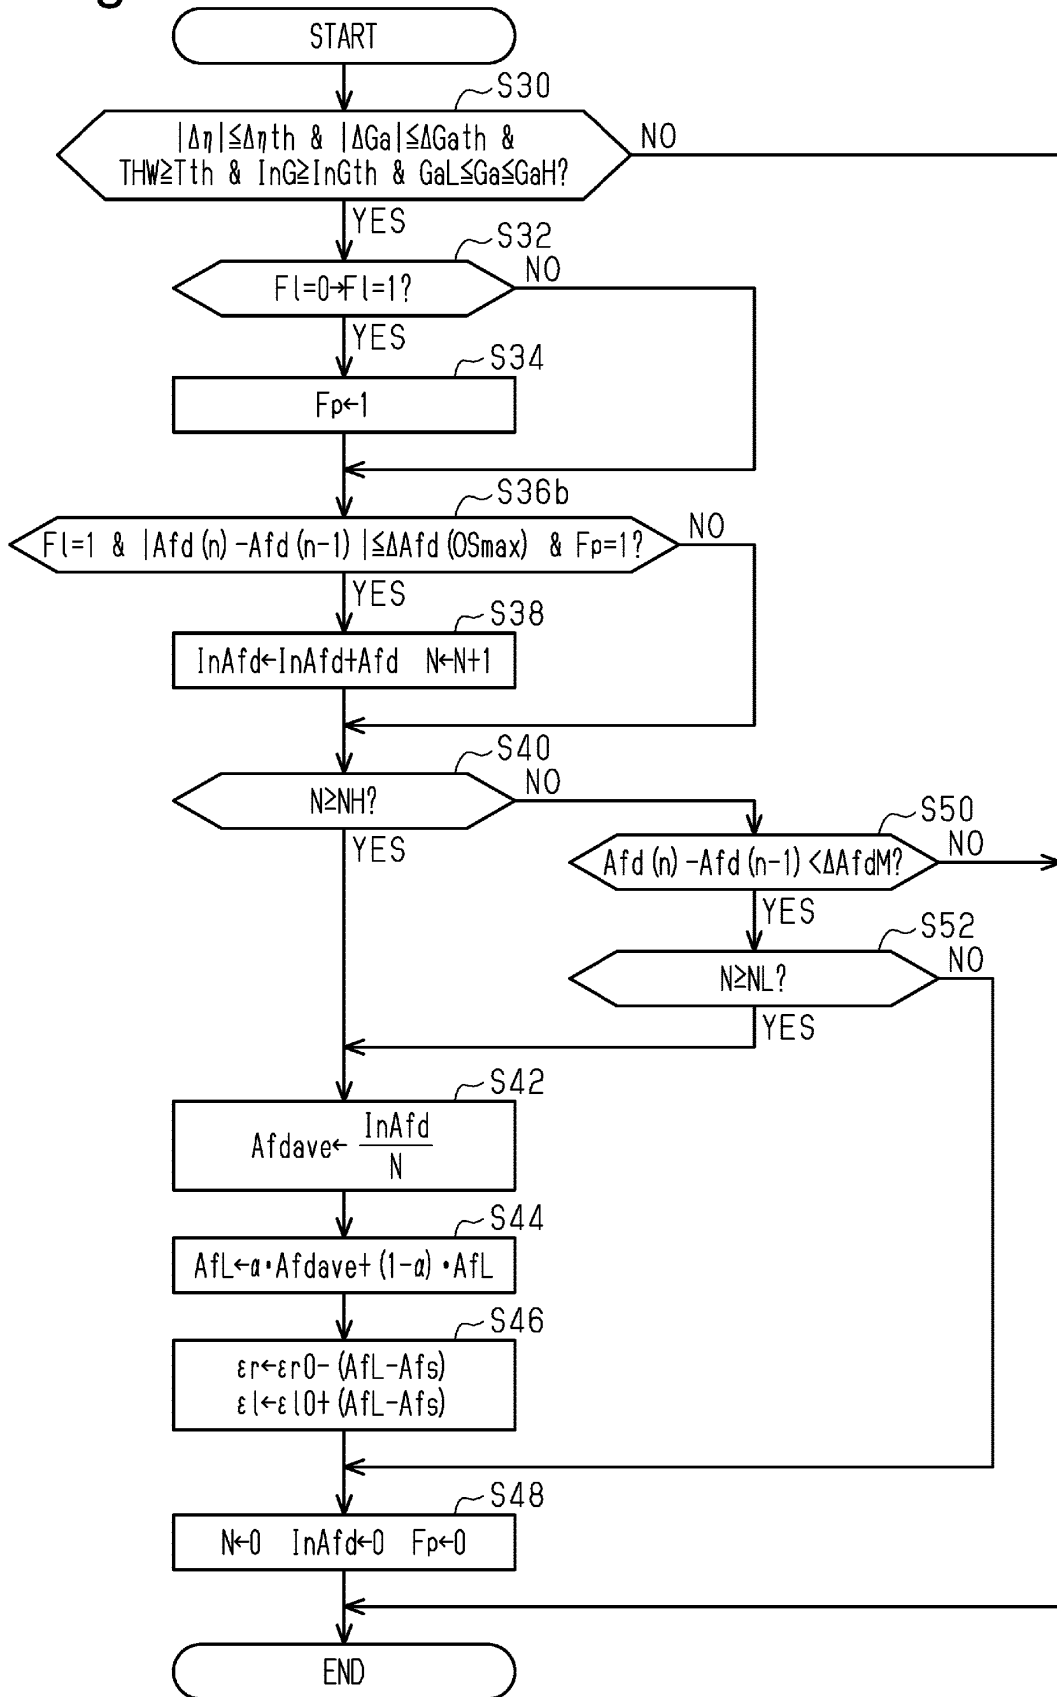 START
S30
|Δη|≦Δηth & |ΔGa|≦ΔGath &
THW≧Tth & InG≧InGth & GaL≦Ga≦GaH?
NO
YES
S32
Fl=0→Fl=1?
NO
YES
S34
Fp←1
S36b
Fl=1 & |Afd(n)-Afd(n-1)|≦ΔAfd(OSmax) & Fp=1?
NO
YES
S38
InAfd←InAfd+Afd N←N+1
S40
N≧NH?
NO
YES
S50
Afd(n)-Afd(n-1)<ΔAfdM?
NO
YES
S52
N≧NL?
NO
YES
S42
Afdave← InAfd
N
S44
AfL←α·Afdave+(1-α)·AfL
S46
εr←εr0-(AfL-Afs)
εl←εl0+(AfL-Afs)
S48
N←0 InAfd←0 Fp←0
END